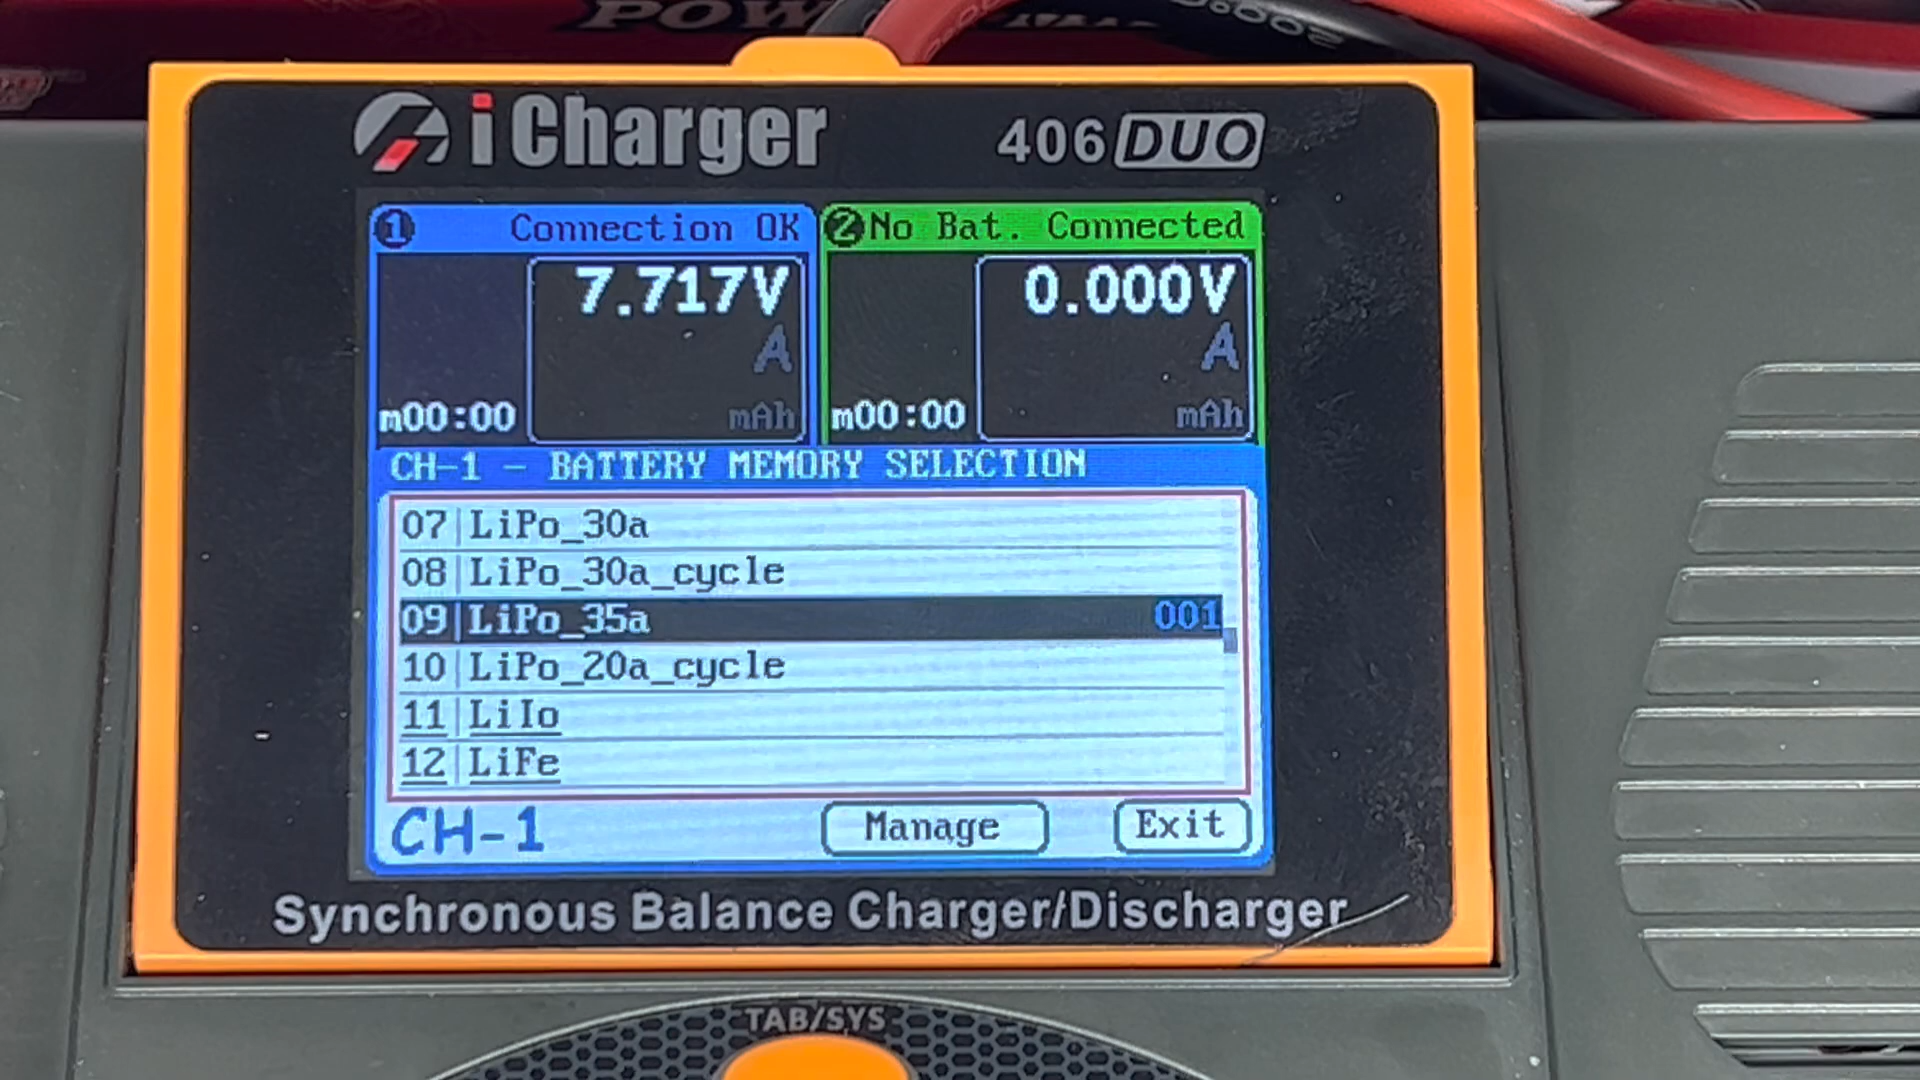 iCharger
406 DUO
1 Connection OK
7.717V
A
m00:00
mAh
2 No Bat. Connected
0.000V
A
m00:00
mAh
CH-1 - BATTERY MEMORY SELECTION
07 LiPo_30a
08 LiPo_30a_cycle
09 LiPo_35a 001
10 LiPo_20a_cycle
11 LiIo
12 LiFe
CH-1
Manage
Exit
Synchronous Balance Charger/Discharger
TAB/SYS